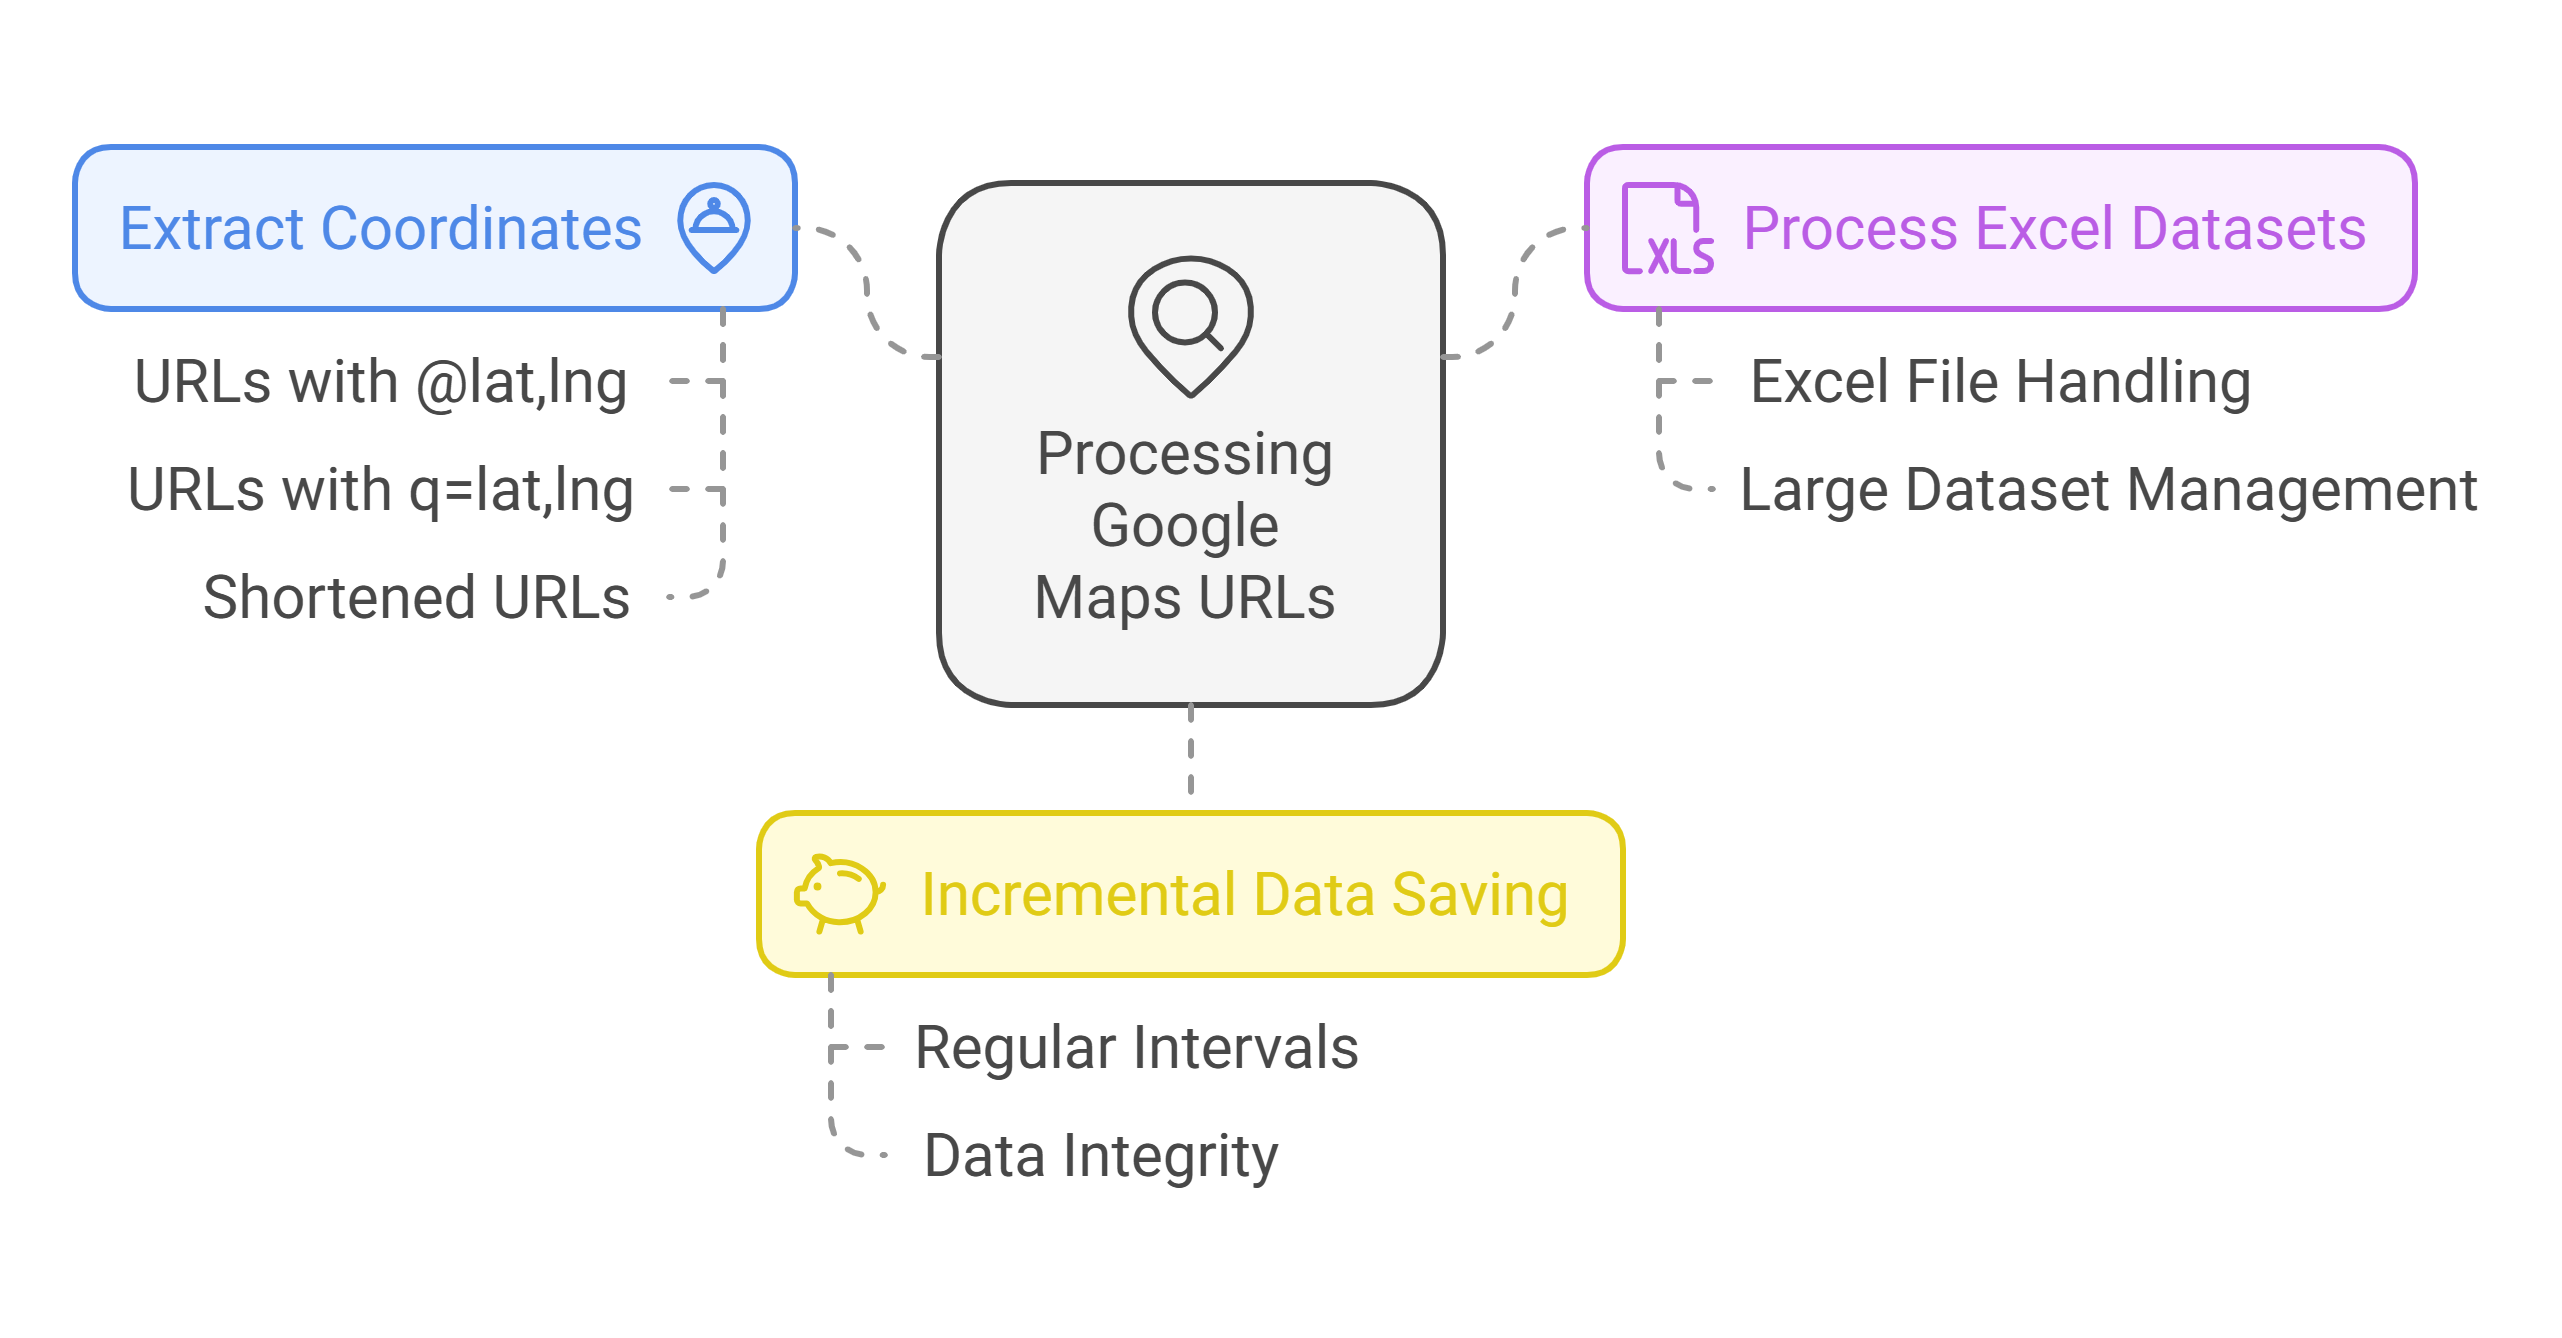 Extract Coordinates
URLs with @lat,lng
URLs with q=lat,lng
Shortened URLs
Processing
Google
Maps URLs
XLS
Process Excel Datasets
Excel File Handling
Large Dataset Management
Incremental Data Saving
Regular Intervals
Data Integrity